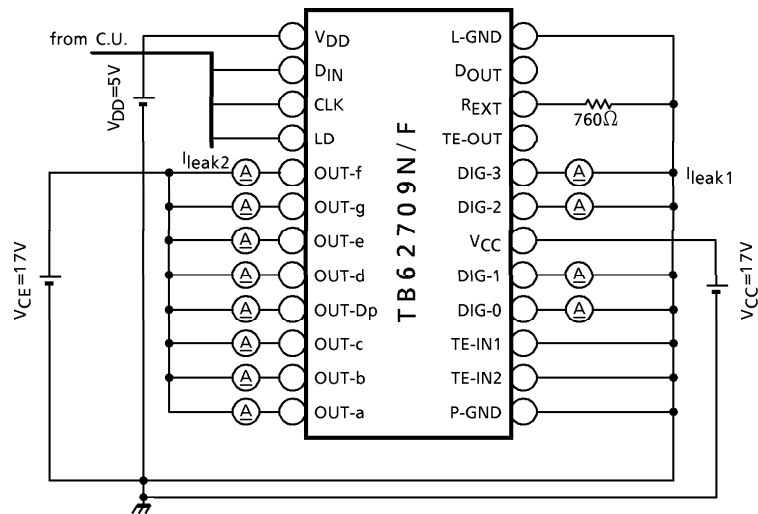 from C.U.
VDD=5V
VDD
DIN
CLK
LD
Ileak2
OUT-f
OUT-g
OUT-e
OUT-d
OUT-Dp
OUT-c
OUT-b
OUT-a
A
A
A
A
A
A
A
A
VCE=17V
TB62709N/F
L-GND
DOUT
REXT
760Ω
TE-OUT
DIG-3
A
Ileak1
DIG-2
A
VCC
DIG-1
A
DIG-0
A
TE-IN1
TE-IN2
P-GND
VCC=17V